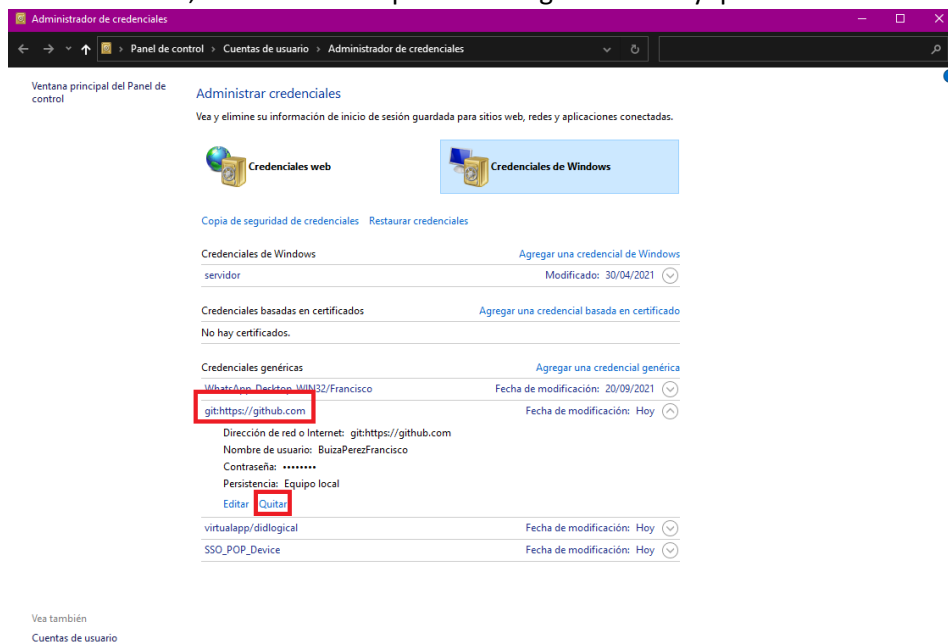 Administrador de credenciales
Panel de control > Cuentas de usuario > Administrador de credenciales
Ventana principal del Panel de
control
Administrar credenciales
Vea y elimine su información de inicio de sesión guardada para sitios web, redes y aplicaciones conectadas.
Credenciales web
Credenciales de Windows
Copia de seguridad de credenciales Restaurar credenciales
Credenciales de Windows Agregar una credencial de Windows
servidor Modificado: 30/04/2021
Credenciales basadas en certificados Agregar una credencial basada en certificado
No hay certificados.
Credenciales genéricas Agregar una credencial genérica
WhatsApp Desktop WIN32/Francisco Fecha de modificación: 20/09/2021
git:https://github.com Fecha de modificación: Hoy
Dirección de red o Internet: git:https://github.com
Nombre de usuario: BuizaPerezFrancisco
Contraseña: ••••••••
Persistencia: Equipo local
Editar Quitar
virtualapp/didlogical Fecha de modificación: Hoy
SSO_POP_Device Fecha de modificación: Hoy
Vea también
Cuentas de usuario